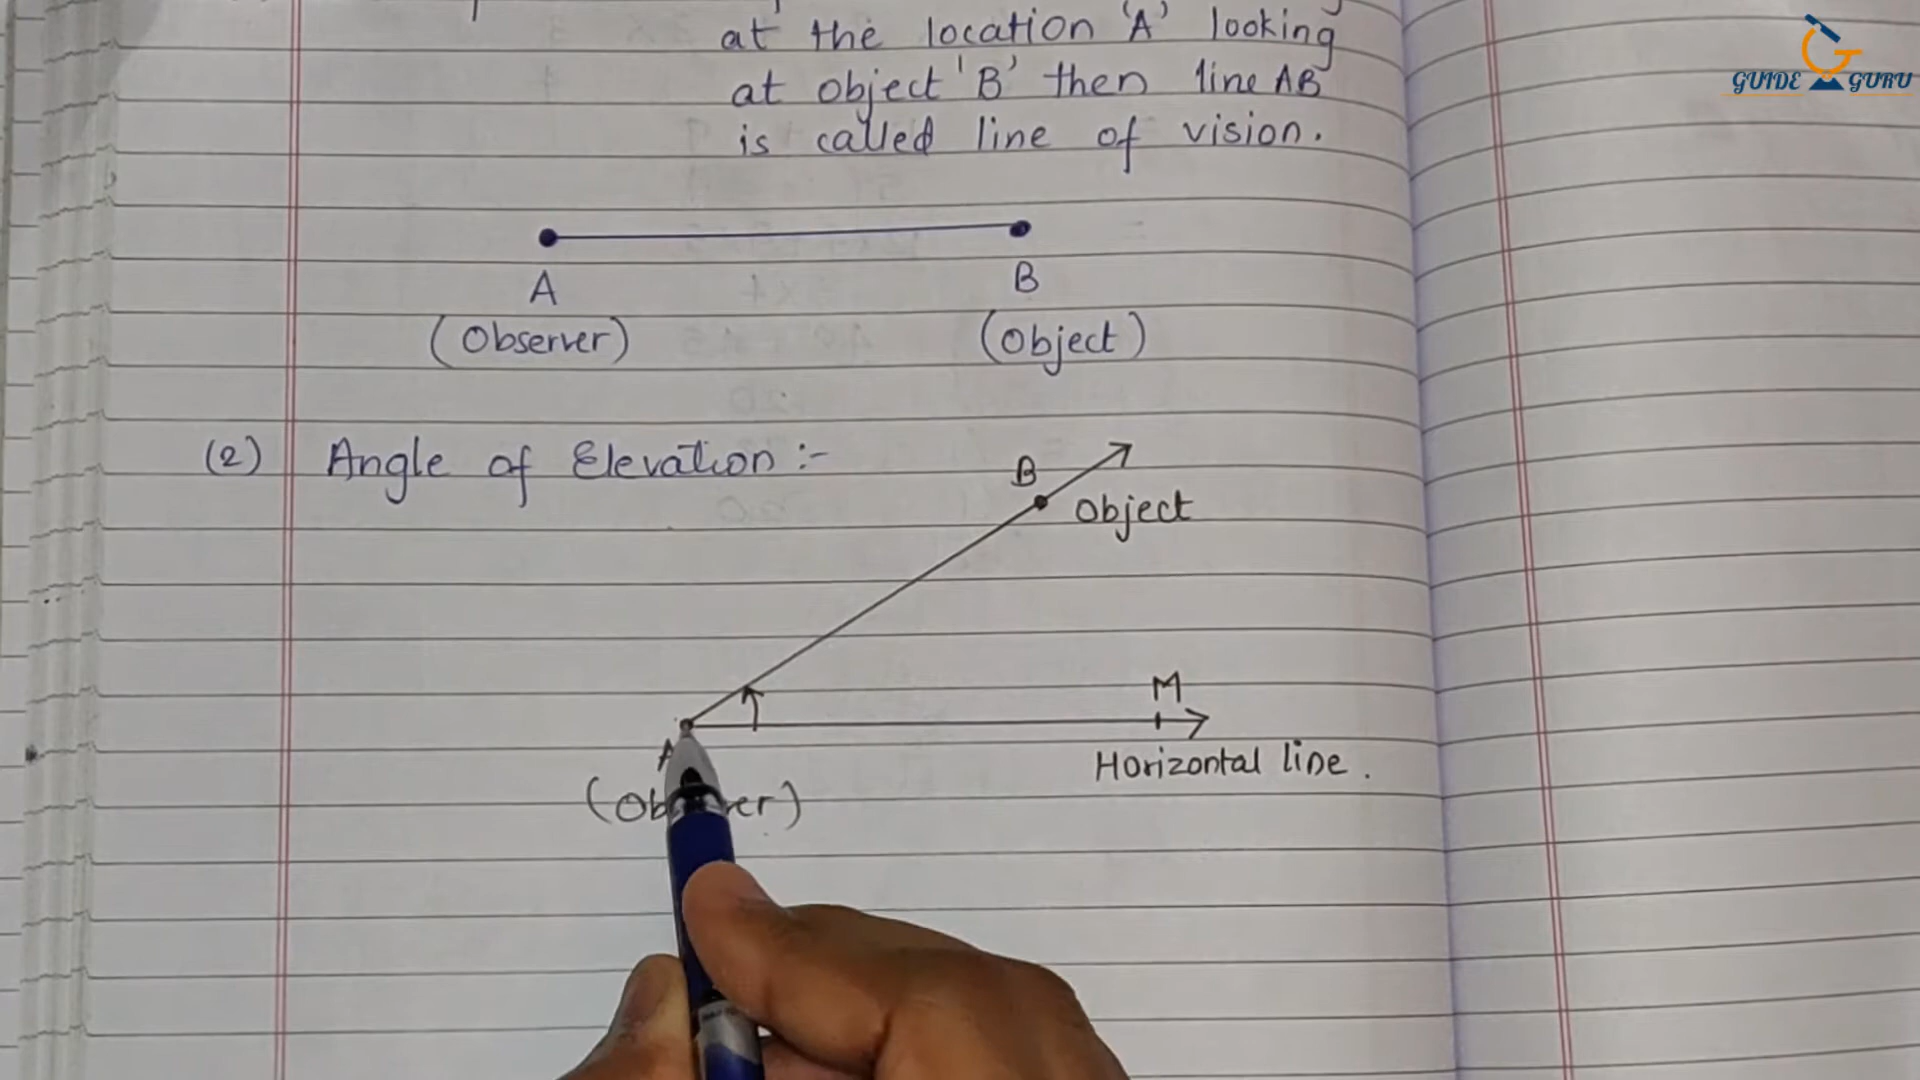 at the location 'A' looking
at object 'B' then line AB
is called line of vision.
GUIDE GURU
A B
(Observer) (Object)
(2) Angle of Elevation :-
B
Object
M
A
Horizontal line.